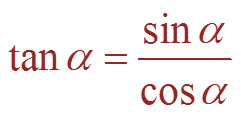 tan α = sin α / cos α